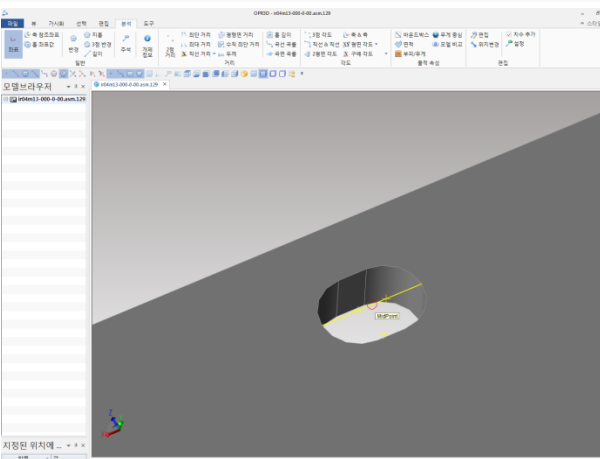 OPR3D - ir04m13-000-0-00.asm.129
파일 뷰 가시화 선택 편집 분석 도구
좌표 축 참조좌표 홀 좌표값
변경 지름 3점 변경 길이
주석 개체 정보
2점 거리 최단 거리 최대 거리 직선 거리 평행면 거리 수직 최단 거리 두께
홀 깊이 곡선 곡률 곡면 곡률
3점 각도 직선 & 직선 2평면 각도 축 & 축 평면 각도 구배 각도
바운드박스 무게 중심 면적 모델 비교 부피/무게
면편집 치수 추가 위치변경 설정
일반 거리 각도 출력 속성 편집
모델브라우저
ir04m13-000-0-00.asm.129
ir04m13-000-0-00.asm.129
MidPoint
Z
지정된 위치에 ...